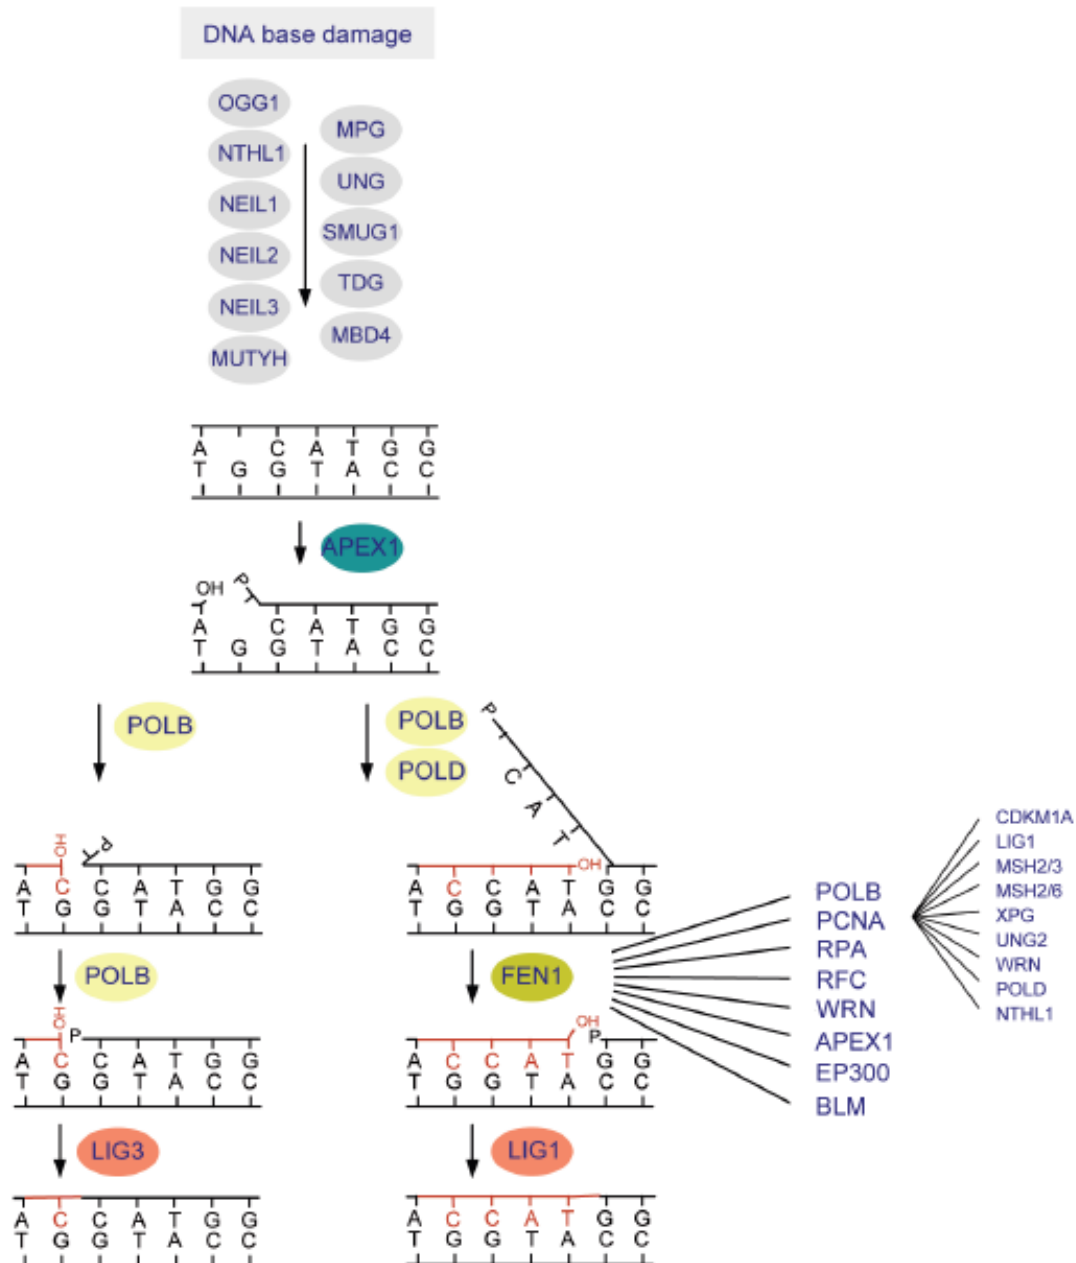 DNA base damage
OGG1
MPG
NTHL1
UNG
NEIL1
SMUG1
NEIL2
TDG
NEIL3
MBD4
MUTYH
A C A T G G
T G G T A C C
APEX1
OH P
A C A T G G
T G G T A C C
POLB
POLB
POLD
P
C A T
OH
P
A C C A T G G
T G G T A C C
OH
A C C A T G G
T G G T A C C
POLB
FEN1
POLB
PCNA
RPA
RFC
WRN
APEX1
EP300
BLM
CDKM1A
LIG1
MSH2/3
MSH2/6
XPG
UNG2
WRN
POLD
NTHL1
OH
P
A C C A T G G
T G G T A C C
OH
P
A C C A T G G
T G G T A C C
LIG3
LIG1
A C C A T G G
T G G T A C C
A C C A T G G
T G G T A C C